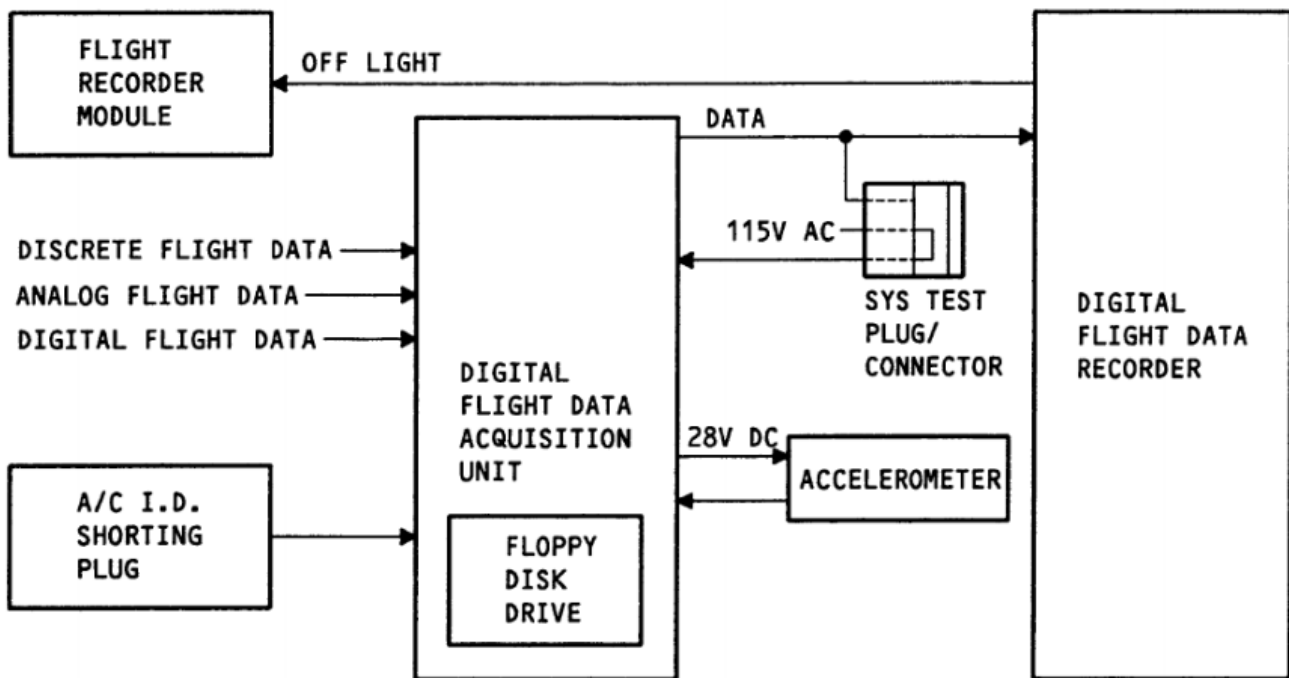 FLIGHT
RECORDER
MODULE
OFF LIGHT
DATA
DISCRETE FLIGHT DATA
ANALOG FLIGHT DATA
DIGITAL FLIGHT DATA
115V AC
SYS TEST
PLUG/
CONNECTOR
DIGITAL
FLIGHT DATA
RECORDER
DIGITAL
FLIGHT DATA
ACQUISITION
UNIT
28V DC
ACCELEROMETER
A/C I.D.
SHORTING
PLUG
FLOPPY
DISK
DRIVE